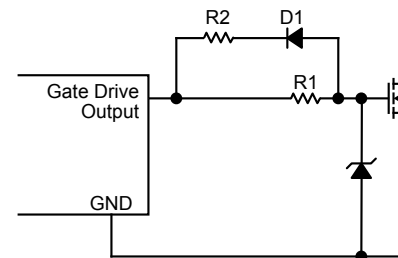 R2 D1
R1
Gate Drive
Output
GND